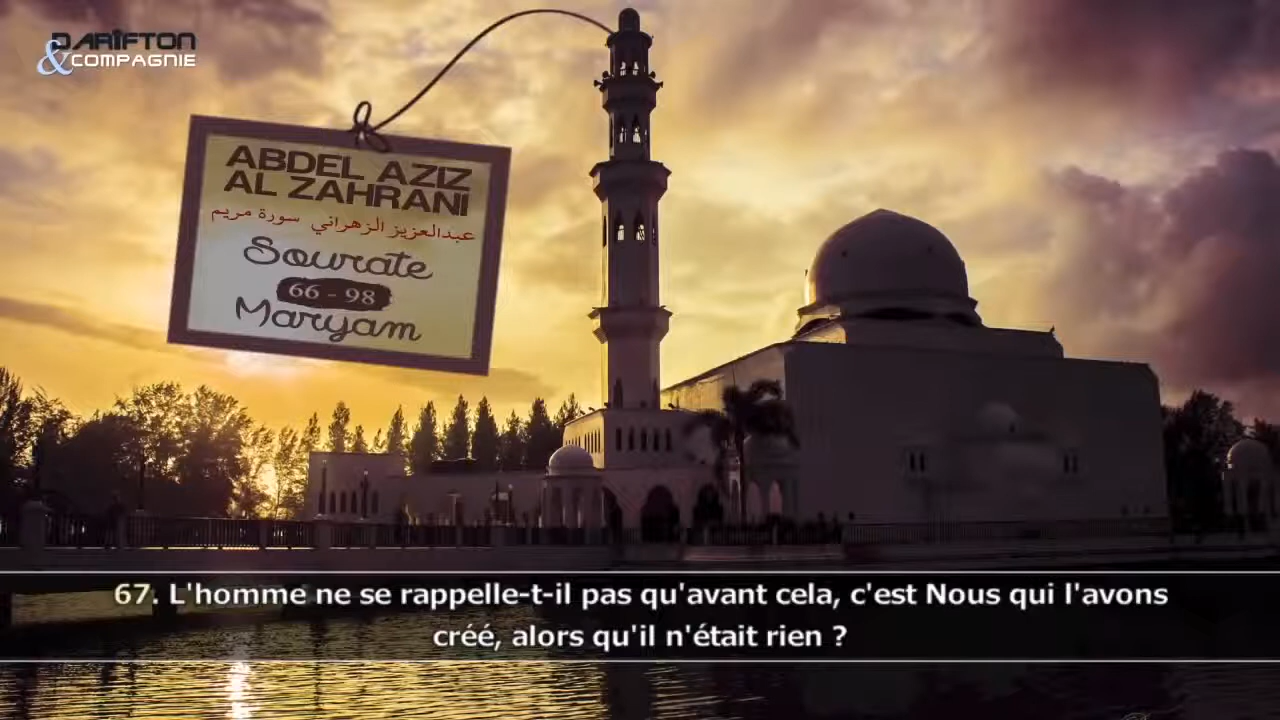 DARIFTON
&COMPAGNIE
ABDEL AZIZ
AL ZAHRANI
عبدالعزيز الزهراني سورة مريم
Sourate
66 - 98
Maryam
67. L'homme ne se rappelle-t-il pas qu'avant cela, c'est Nous qui l'avons
créé, alors qu'il n'était rien ?